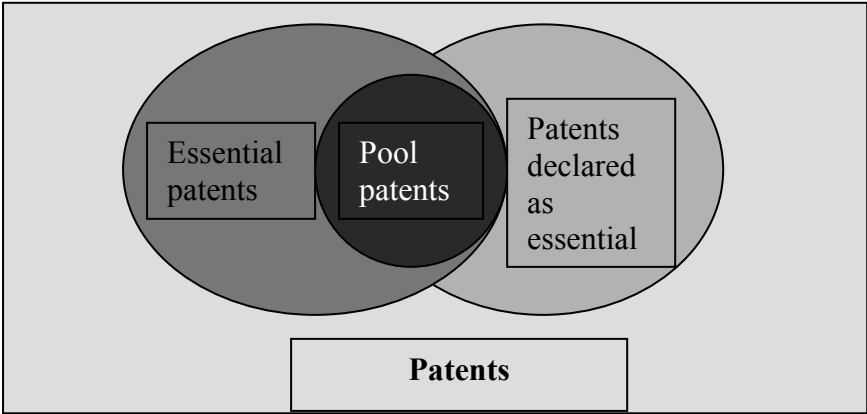 Essential
patents
Pool
patents
Patents
declared
as
essential
Patents